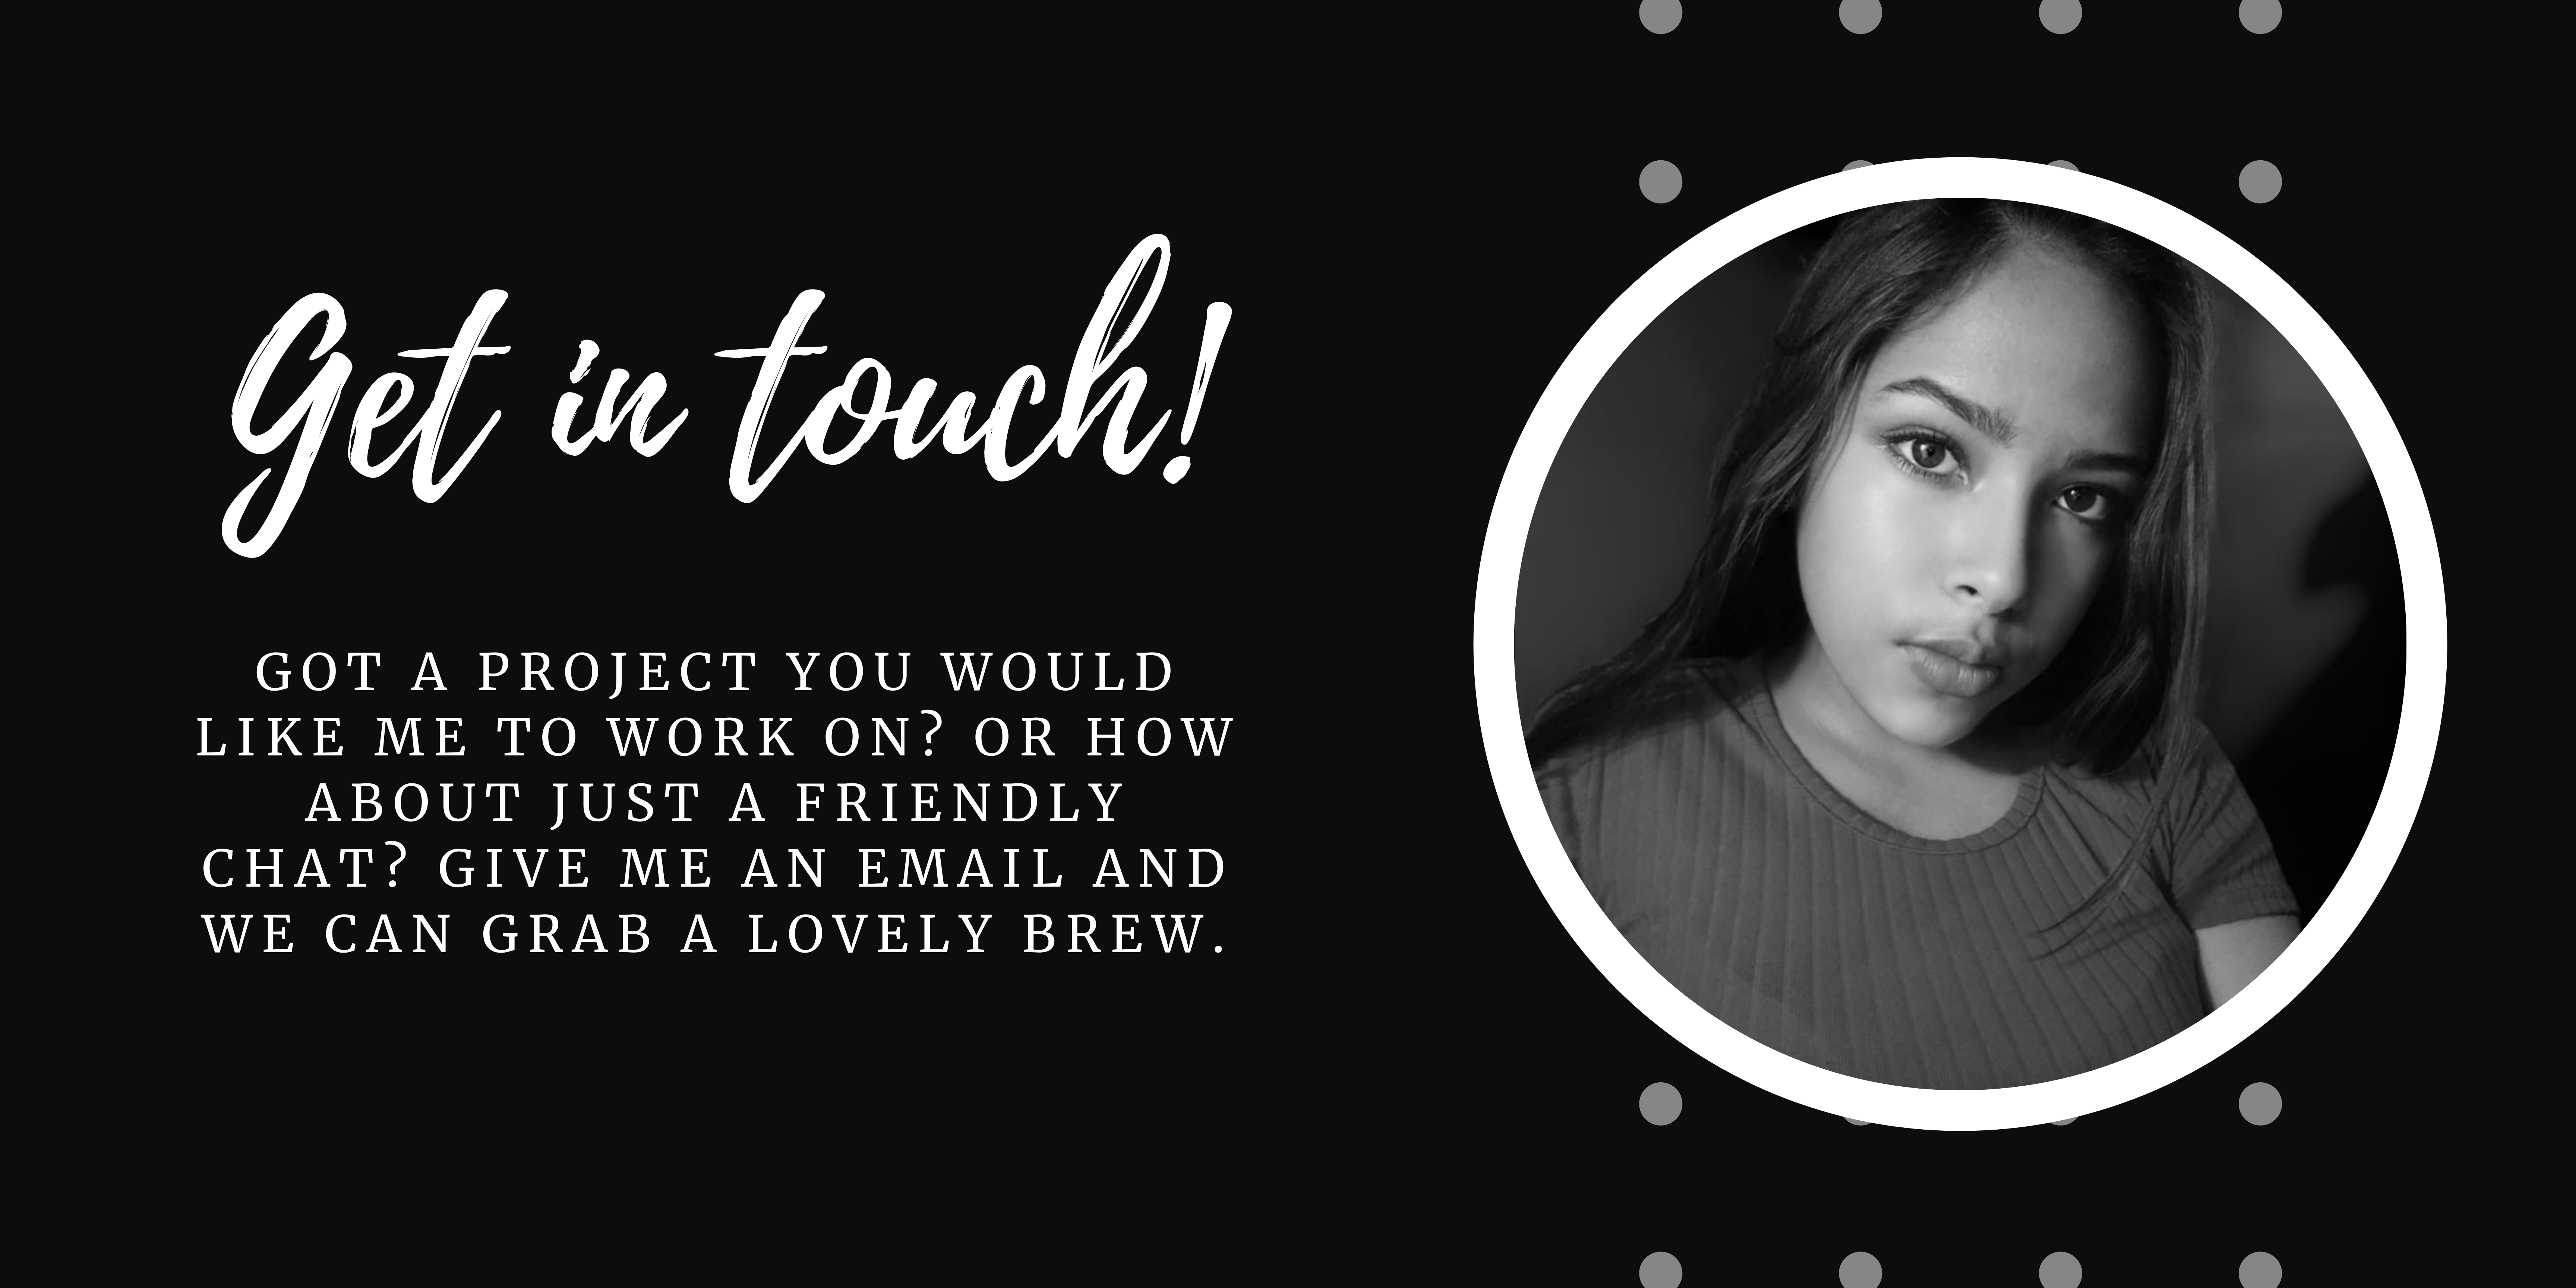 Get in touch!
GOT A PROJECT YOU WOULD
LIKE ME TO WORK ON? OR HOW
ABOUT JUST A FRIENDLY
CHAT? GIVE ME AN EMAIL AND
WE CAN GRAB A LOVELY BREW.